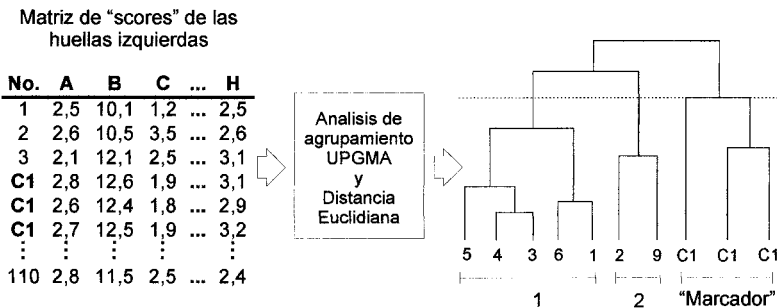 Matriz de “scores” de las
huellas izquierdas
No. A B C ... H
1 2,5 10,1 1,2 ... 2,5
2 2,6 10,5 3,5 ... 2,6
3 2,1 12,1 2,5 ... 3,1
C1 2,8 12,6 1,9 ... 3,1
C1 2,6 12,4 1,8 ... 2,9
C1 2,7 12,5 1,9 ... 3,2
110 2,8 11,5 2,5 ... 2,4
Analisis de
agrupamiento
UPGMA
y
Distancia
Euclidiana
5 4 3 6 1 2 9 C1 C1 C1
1 2 “Marcador”